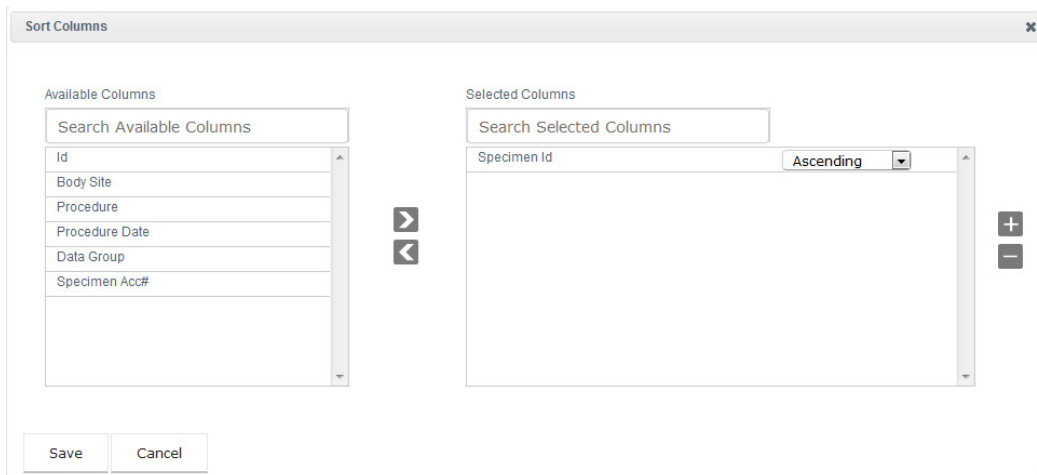 Sort Columns
Available Columns
Search Available Columns
Id
Body Site
Procedure
Procedure Date
Data Group
Specimen Acc#
Selected Columns
Search Selected Columns
Specimen Id Ascending
Save Cancel